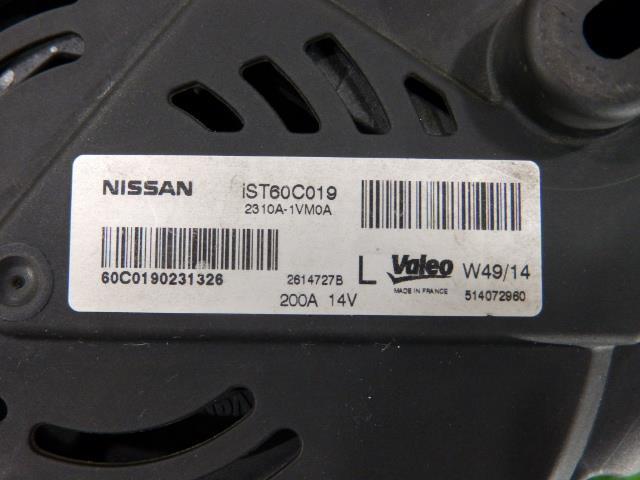 NISSAN iST60C019
2310A-1VM0A
60C0190231326
2614727B
200A 14V
L Valeo W49/14
MADE IN FRANCE
514072960